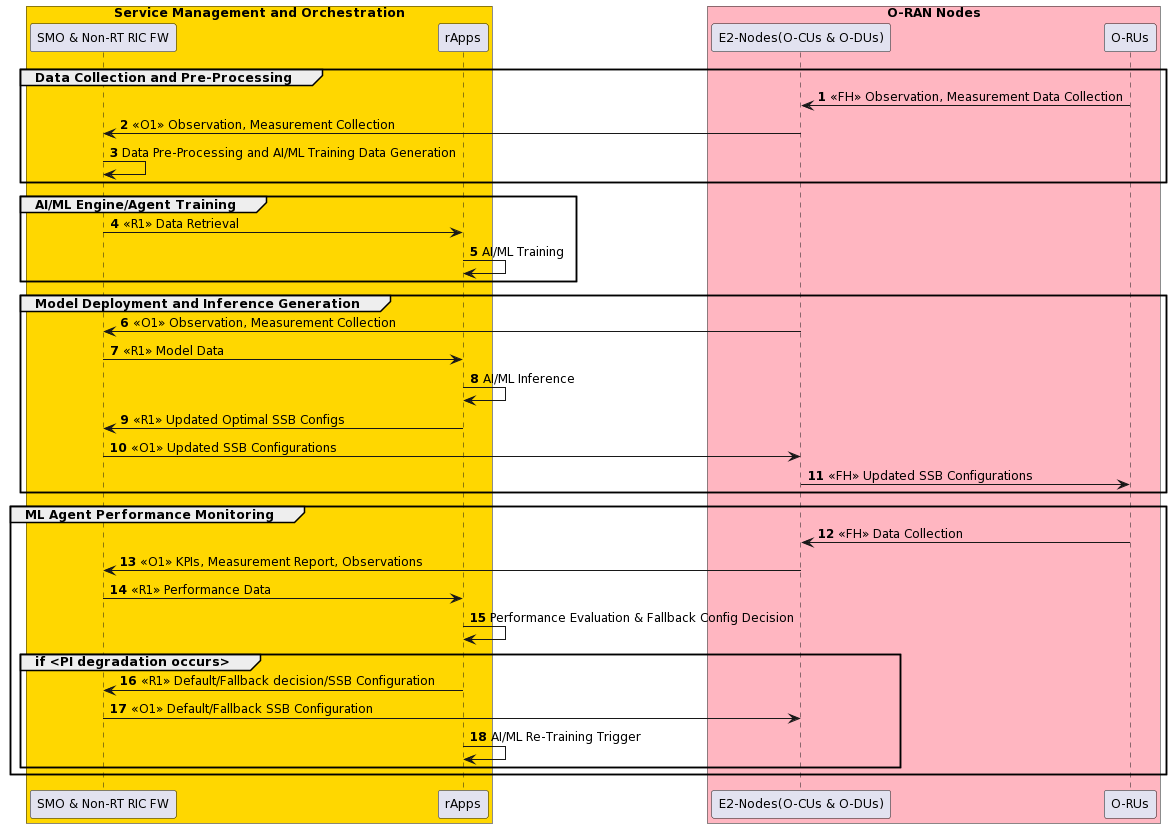 Service Management and Orchestration
O-RAN Nodes
SMO & Non-RT RIC FW
rApps
E2-Nodes(O-CUs & O-DUs)
O-RUs
Data Collection and Pre-Processing
1 «FH» Observation, Measurement Data Collection
2 «O1» Observation, Measurement Collection
3 Data Pre-Processing and AI/ML Training Data Generation
AI/ML Engine/Agent Training
4 «R1» Data Retrieval
5 AI/ML Training
Model Deployment and Inference Generation
6 «O1» Observation, Measurement Collection
7 «R1» Model Data
8 AI/ML Inference
9 «R1» Updated Optimal SSB Configs
10 «O1» Updated SSB Configurations
11 «FH» Updated SSB Configurations
ML Agent Performance Monitoring
12 «FH» Data Collection
13 «O1» KPIs, Measurement Report, Observations
14 «R1» Performance Data
15 Performance Evaluation & Fallback Config Decision
if <PI degradation occurs>
16 «R1» Default/Fallback decision/SSB Configuration
17 «O1» Default/Fallback SSB Configuration
18 AI/ML Re-Training Trigger
SMO & Non-RT RIC FW
rApps
E2-Nodes(O-CUs & O-DUs)
O-RUs